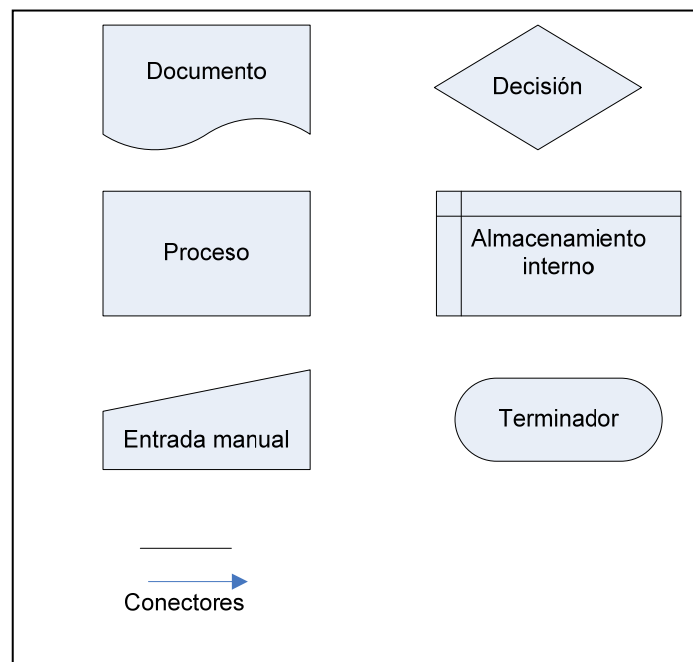 Documento
Decisión
Proceso
Almacenamiento
interno
Entrada manual
Terminador
Conectores